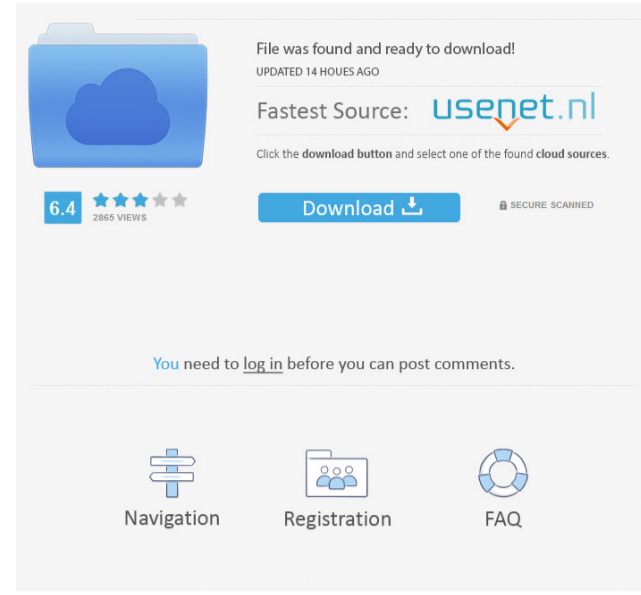 File was found and ready to download!
UPDATED 14 HOUES AGO
Fastest Source: usenet.nl
Click the download button and select one of the found cloud sources.
6.4
2865 VIEWS
Download
SECURE SCANNED
You need to log in before you can post comments.
Navigation
Registration
FAQ